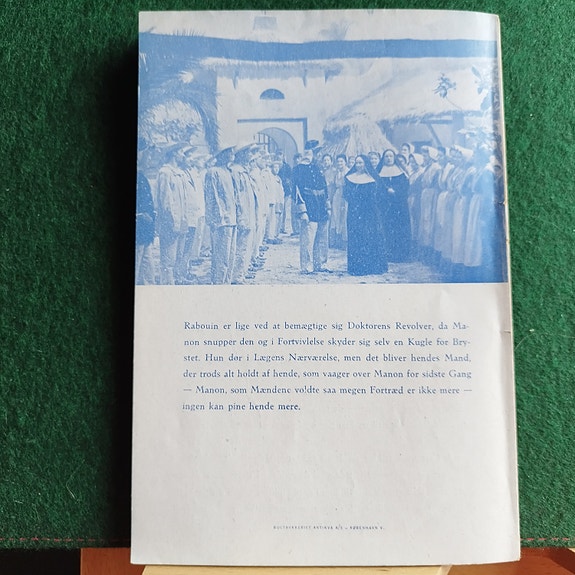 Rabouin er lige ved at bemægtige sig Doktorens Revolver, da Ma-
non snupper den og i Fortvivlelse skyder sig selv en Kugle for Bry-
stet. Hun dør i Lægens Nærværelse, men det bliver hendes Mand,
der trods alt holdt af hende, som vaager over Manon for sidste Gang
— Manon, som Mændene voldte saa megen Fortræd er ikke mere —
ingen kan pine hende mere.
A/S – KØBENHAVN V.